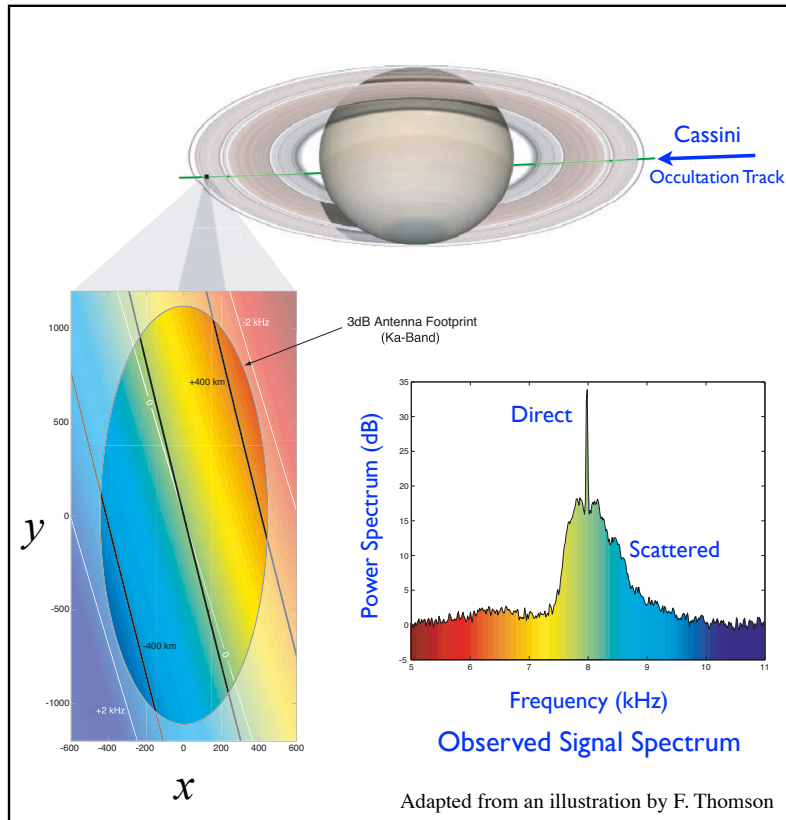 Cassini
Occultation Track
3dB Antenna Footprint
(Ka-Band)
1000
500
0
-500
-1000
-600
-400
-200
0
200
400
600
y
x
-2 kHz
+400 km
0
0
-400 km
+2 kHz
35
30
25
20
15
10
5
0
-5
5
6
7
8
9
10
11
Direct
Scattered
Power Spectrum (dB)
Frequency (kHz)
Observed Signal Spectrum
Adapted from an illustration by F. Thomson